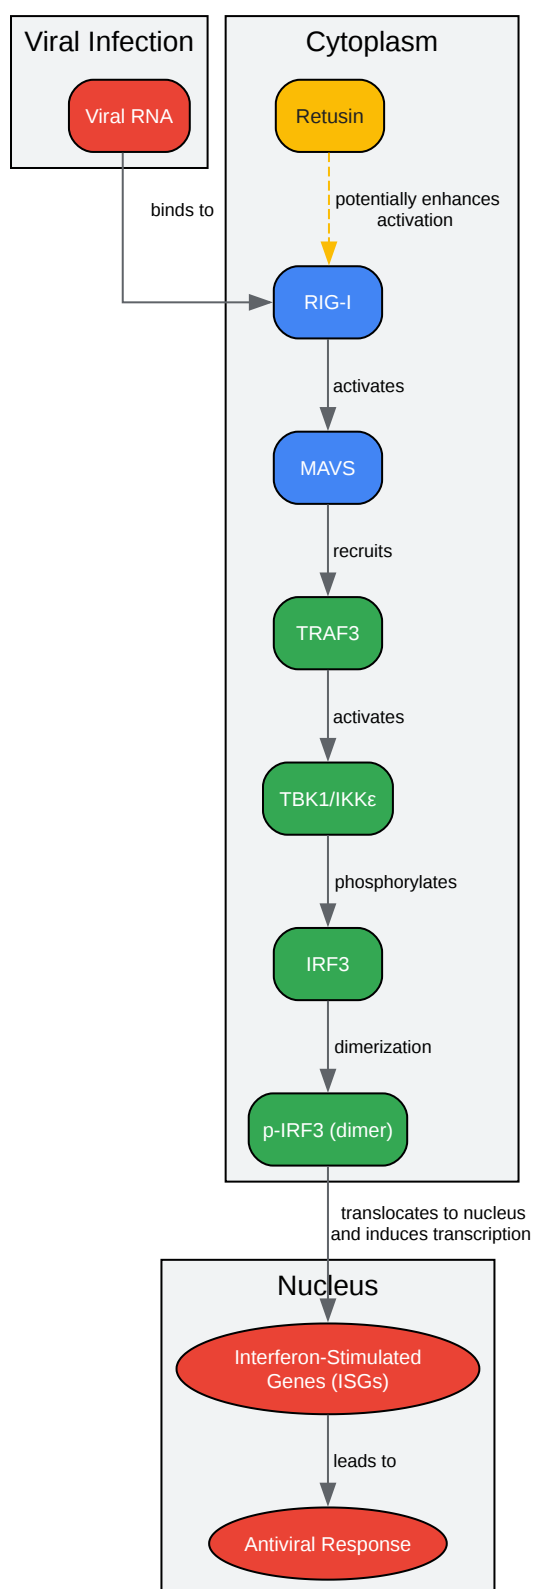 Viral Infection
Cytoplasm
Viral RNA
Retusin
binds to
potentially enhances
activation
RIG-I
activates
MAVS
recruits
TRAF3
activates
TBK1/IKKε
phosphorylates
IRF3
dimerization
p-IRF3 (dimer)
translocates to nucleus
and induces transcription
Nucleus
Interferon-Stimulated
Genes (ISGs)
leads to
Antiviral Response